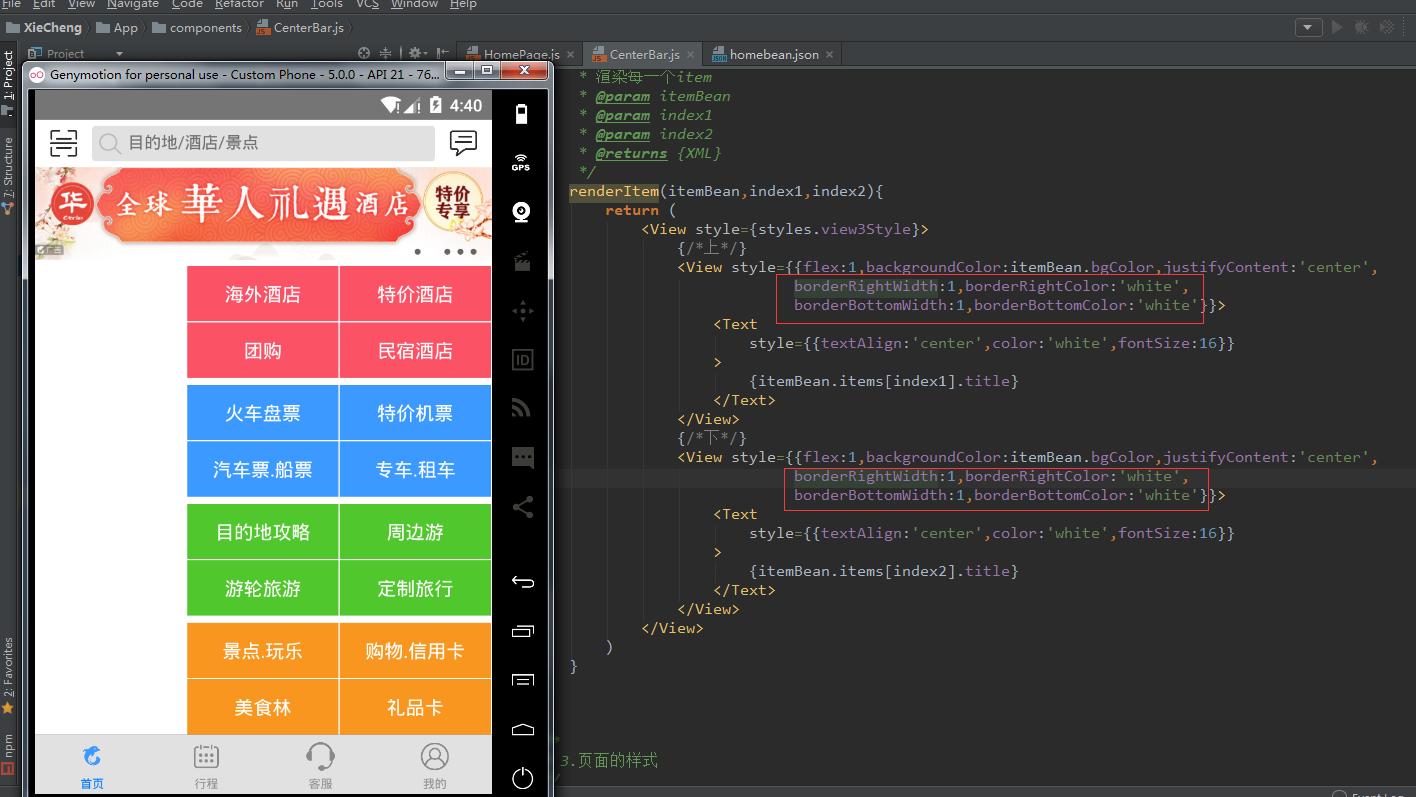 File Edit View Navigate Code Refactor Run Tools VCS Window Help
XieCheng App components CenterBar.js
Project
HomePage.js CenterBar.js homebean.json
1: Project
7: Structure
2: Favorites
npm
Genymotion for personal use - Custom Phone - 5.0.0 - API 21 - 76...
4:40
目的地/酒店/景点
华
Ctrip
全球 華人礼遇 酒店
特价
专享
广告
海外酒店 特价酒店
团购 民宿酒店
火车盘票 特价机票
汽车票.船票 专车.租车
目的地攻略 周边游
游轮旅游 定制旅行
景点.玩乐 购物.信用卡
美食林 礼品卡
首页 行程 客服 我的
GPS
ID
* 渲染每一个item
* @param itemBean
* @param index1
* @param index2
* @returns {XML}
*/
renderItem(itemBean,index1,index2){
return (
<View style={styles.view3Style}>
{/*上*/}
<View style={{flex:1,backgroundColor:itemBean.bgColor,justifyContent:'center',
borderRightWidth:1,borderRightColor:'white',
borderBottomWidth:1,borderBottomColor:'white'}}>
<Text
style={{textAlign:'center',color:'white',fontSize:16}}
>
{itemBean.items[index1].title}
</Text>
</View>
{/*下*/}
<View style={{flex:1,backgroundColor:itemBean.bgColor,justifyContent:'center',
borderRightWidth:1,borderRightColor:'white',
borderBottomWidth:1,borderBottomColor:'white'}}>
<Text
style={{textAlign:'center',color:'white',fontSize:16}}
>
{itemBean.items[index2].title}
</Text>
</View>
</View>
)
}
*
3.页面的样式
/
Event Log